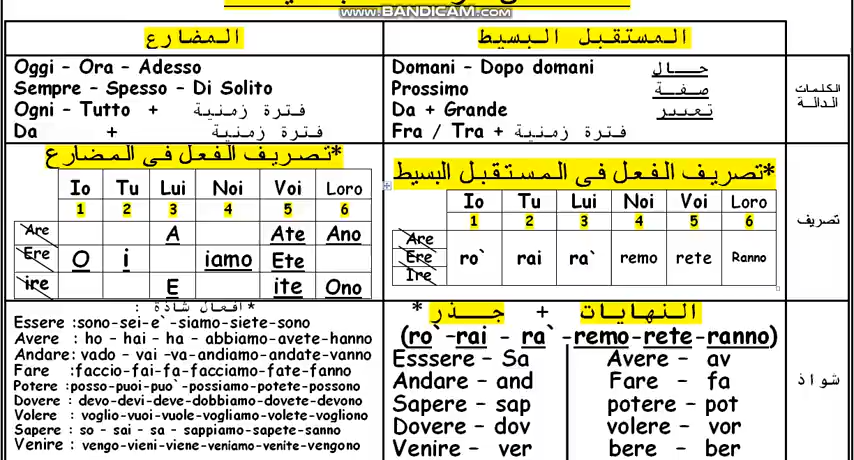 WWW.BANDICAM.COM
المضارع
المستقبل البسيط
Oggi – Ora – Adesso
Sempre – Spesso – Di Solito
Ogni – Tutto + فترة زمنية
Da + فترة زمنية
Domani – Dopo domani حــال
Prossimo صفــة
Da + Grande تعبير
Fra / Tra + فترة زمنية
الكلمات
الدالة
*تصريف الفعل فى المضارع
Io Tu Lui Noi Voi Loro
1 2 3 4 5 6
Are A Ate Ano
Ere O i iamo Ete
ire E ite Ono
*تصريف الفعل فى المستقبل البسيط
Io Tu Lui Noi Voi Loro
1 2 3 4 5 6
Are
Ere ro` rai ra` remo rete Ranno
Ire
تصريف
*افعال شاذة :
Essere :sono-sei-e`-siamo-siete-sono
Avere : ho - hai - ha - abbiamo-avete-hanno
Andare: vado - vai -va-andiamo-andate-vanno
Fare :faccio-fai-fa-facciamo-fate-fanno
Potere :posso-puoi-puo`-possiamo-potete-possono
Dovere : devo-devi-deve-dobbiamo-dovete-devono
Volere : voglio-vuoi-vuole-vogliamo-volete-vogliono
Sapere : so - sai - sa - sappiamo-sapete-sanno
Venire : vengo-vieni-viene-veniamo-venite-vengono
* جــذر + النهايات
(ro`-rai - ra`-remo-rete-ranno)
Esssere – Sa Avere – av
Andare – and Fare – fa
Sapere – sap potere – pot
Dovere – dov volere – vor
Venire – ver bere – ber
شواذ